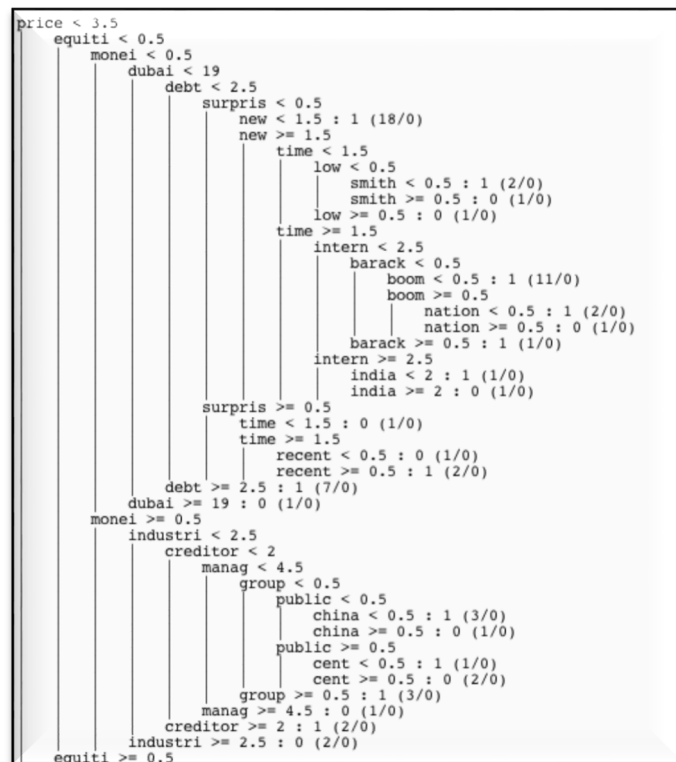 price < 3.5
equiti < 0.5
monei < 0.5
dubai < 19
debt < 2.5
surpris < 0.5
new < 1.5 : 1 (18/0)
new >= 1.5
time < 1.5
low < 0.5
smith < 0.5 : 1 (2/0)
smith >= 0.5 : 0 (1/0)
low >= 0.5 : 0 (1/0)
time >= 1.5
intern < 2.5
barack < 0.5
boom < 0.5 : 1 (11/0)
boom >= 0.5
nation < 0.5 : 1 (2/0)
nation >= 0.5 : 0 (1/0)
barack >= 0.5 : 1 (1/0)
intern >= 2.5
india < 2 : 1 (1/0)
india >= 2 : 0 (1/0)
surpris >= 0.5
time < 1.5 : 0 (1/0)
time >= 1.5
recent < 0.5 : 0 (1/0)
recent >= 0.5 : 1 (2/0)
debt >= 2.5 : 1 (7/0)
dubai >= 19 : 0 (1/0)
monei >= 0.5
industri < 2.5
creditor < 2
manag < 4.5
group < 0.5
public < 0.5
china < 0.5 : 1 (3/0)
china >= 0.5 : 0 (1/0)
public >= 0.5
cent < 0.5 : 1 (1/0)
cent >= 0.5 : 0 (2/0)
group >= 0.5 : 1 (3/0)
manag >= 4.5 : 0 (1/0)
creditor >= 2 : 1 (2/0)
industri >= 2.5 : 0 (2/0)
equiti >= 0.5